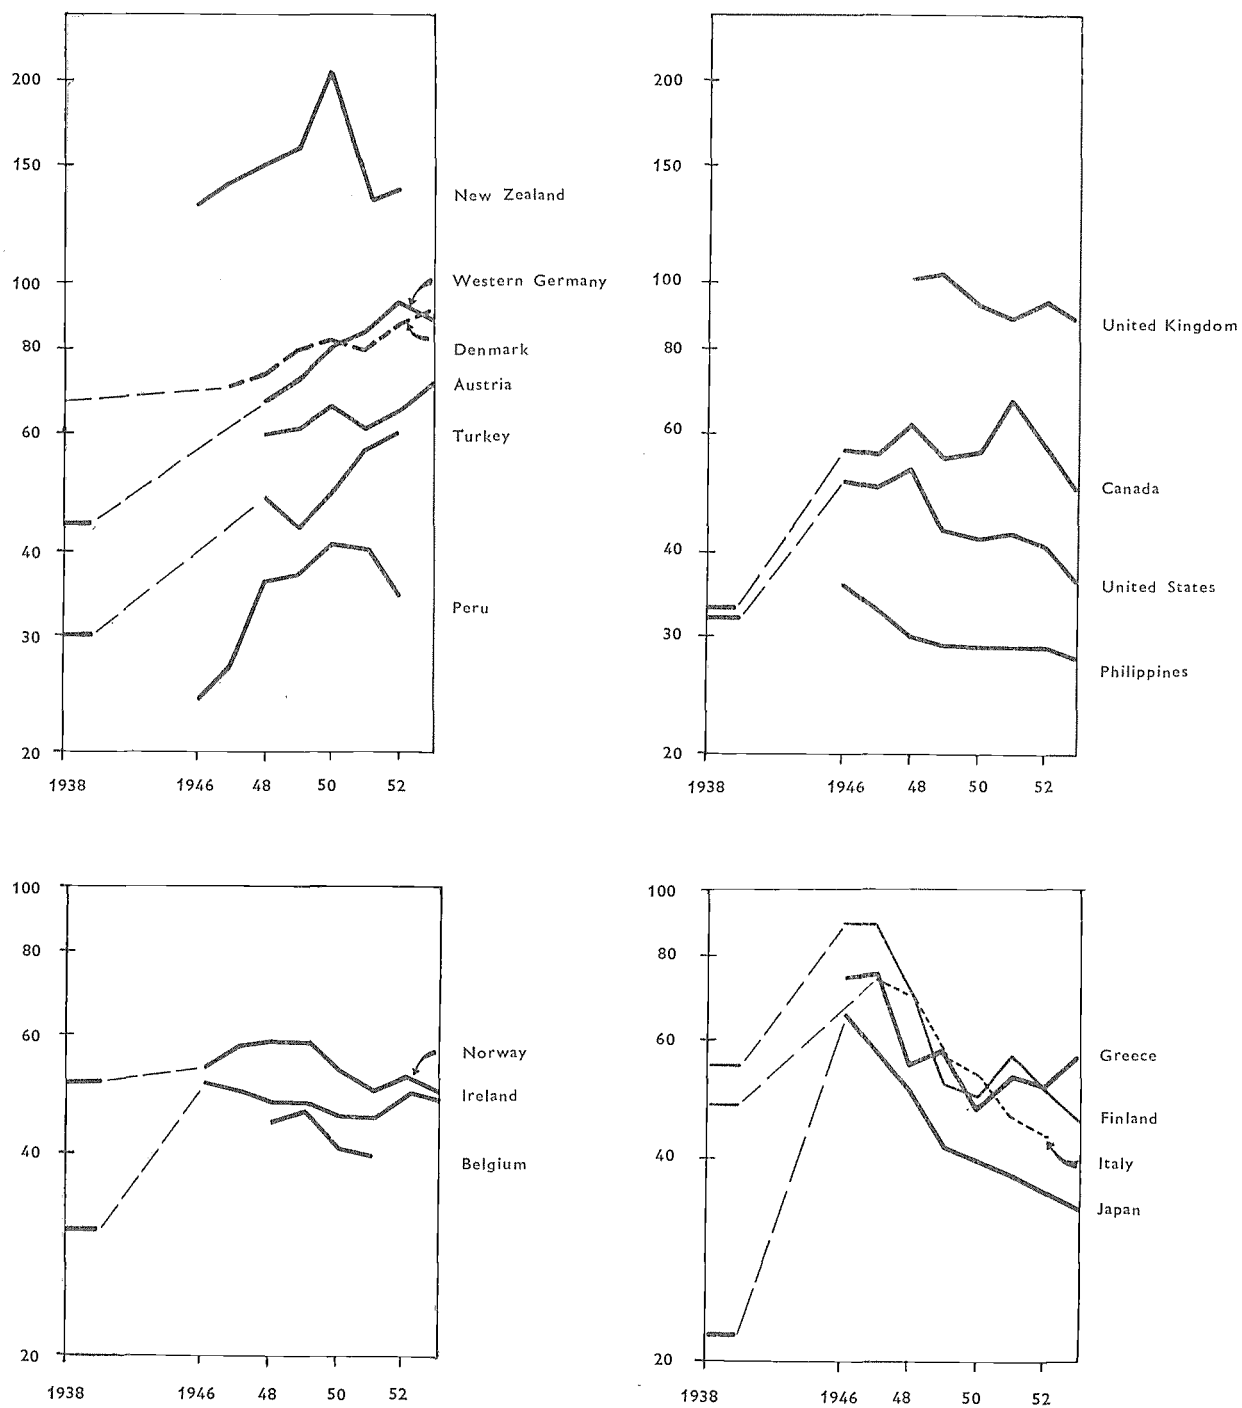 200
150
100
80
60
40
30
20
New Zealand
Western Germany
Denmark
Austria
Turkey
Peru
1938 1946 48 50 52
200
150
100
80
60
40
30
20
United Kingdom
Canada
United States
Philippines
1938 1946 48 50 52
100
80
60
40
20
Norway
Ireland
Belgium
1938 1946 48 50 52
100
80
60
40
20
Greece
Finland
Italy
Japan
1938 1946 48 50 52